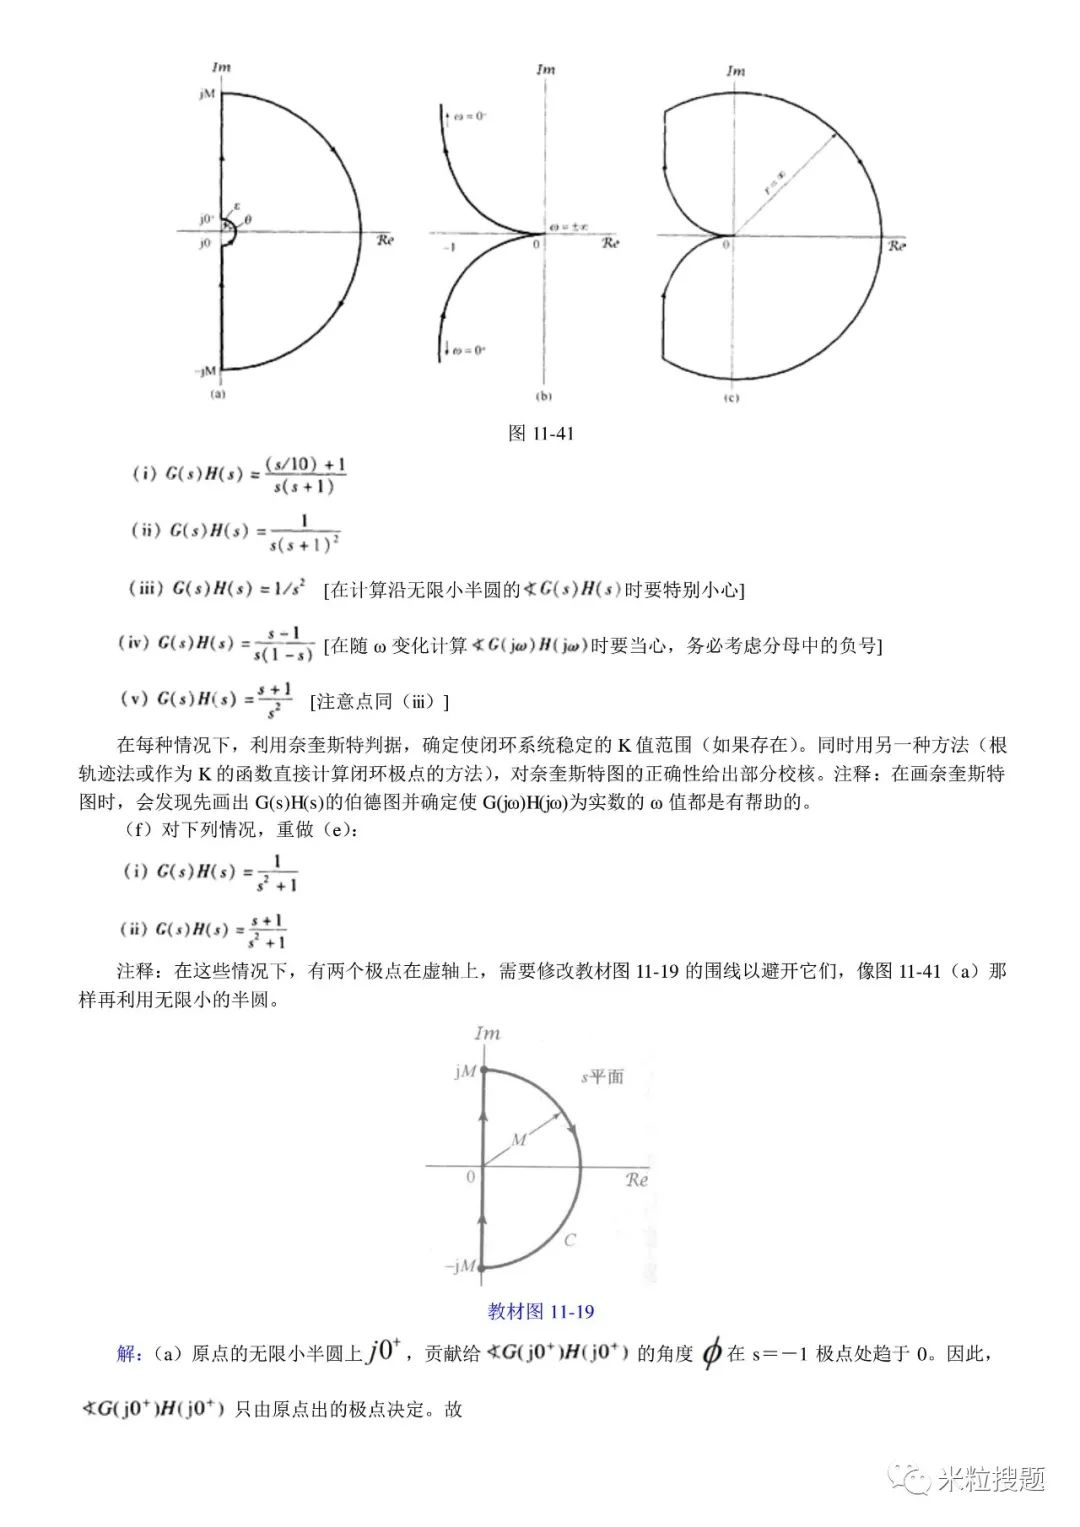 Im Im Im
jM
ω=0⁻
ε
r=∞
j0⁺ θ
ω=±∞
j0 Re -1 0 Re 0 Re
ω=0⁺
-jM
(a) (b) (c)
图 11-41
(i) G(s)H(s) = ((s/10)+1)/(s(s+1))
(ii) G(s)H(s) = 1/(s(s+1)²)
(iii) G(s)H(s) = 1/s² [在计算沿无限小半圆的∢G(s)H(s)时要特别小心]
(iv) G(s)H(s) = (s-1)/(s(1-s)) [在随 ω 变化计算∢G(jω)H(jω)时要当心，务必考虑分母中的负号]
(v) G(s)H(s) = (s+1)/s² [注意点同（iii）]
在每种情况下，利用奈奎斯特判据，确定使闭环系统稳定的 K 值范围（如果存在）。同时用另一种方法（根
轨迹法或作为 K 的函数直接计算闭环极点的方法），对奈奎斯特图的正确性给出部分校核。注释：在画奈奎斯特
图时，会发现先画出 G(s)H(s)的伯德图并确定使 G(jω)H(jω)为实数的 ω 值都是有帮助的。
（f）对下列情况，重做（e）：
(i) G(s)H(s) = 1/(s²+1)
(ii) G(s)H(s) = (s+1)/(s²+1)
注释：在这些情况下，有两个极点在虚轴上，需要修改教材图 11-19 的围线以避开它们，像图 11-41（a）那
样再利用无限小的半圆。
Im
jM s平面
M
0 Re
C
-jM
教材图 11-19
解：（a）原点的无限小半圆上 j0⁺，贡献给∢G(j0⁺)H(j0⁺)的角度 ϕ 在 s＝－1 极点处趋于 0。因此，
∢G(j0⁺)H(j0⁺)只由原点出的极点决定。故
米粒搜题